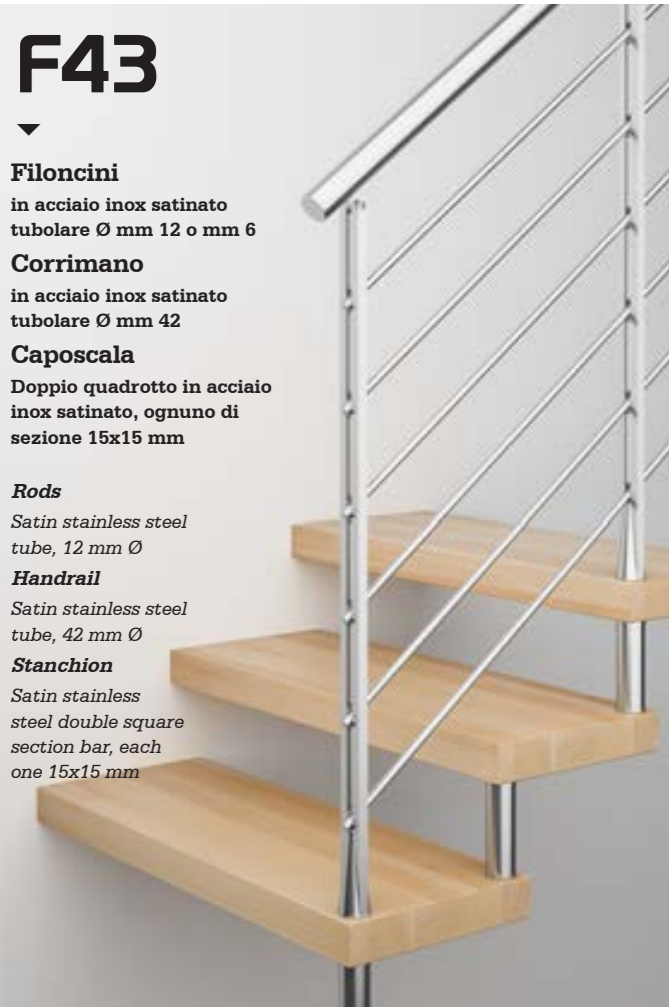 F43
Filoncini
in acciaio inox satinato
tubolare Ø mm 12 o mm 6
Corrimano
in acciaio inox satinato
tubolare Ø mm 42
Caposcala
Doppio quadrotto in acciaio
inox satinato, ognuno di
sezione 15x15 mm
Rods
Satin stainless steel
tube, 12 mm Ø
Handrail
Satin stainless steel
tube, 42 mm Ø
Stanchion
Satin stainless
steel double square
section bar, each
one 15x15 mm